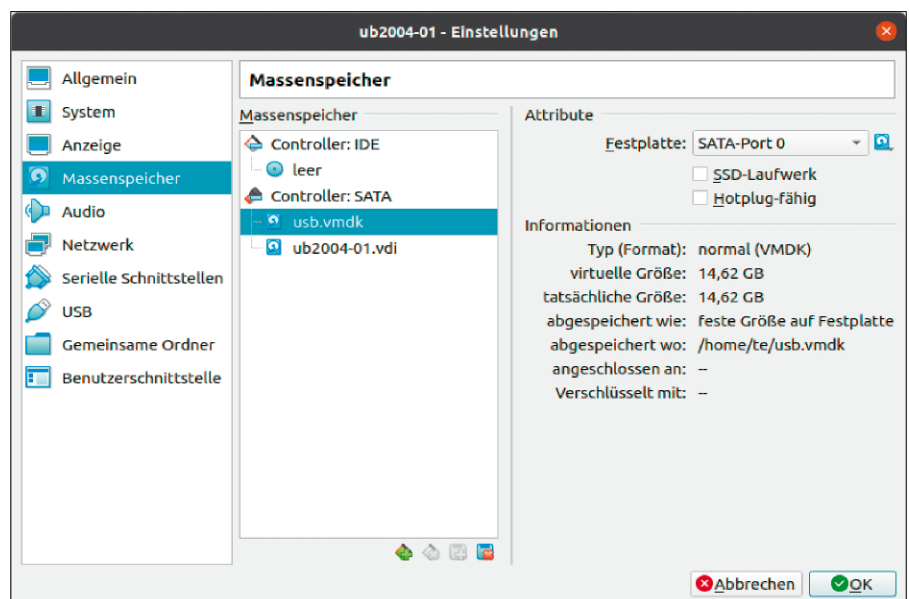 ub2004-01 - Einstellungen
Allgemein
System
Anzeige
Massenspeicher
Audio
Netzwerk
Serielle Schnittstellen
USB
Gemeinsame Ordner
Benutzerschnittstelle
Massenspeicher
Massenspeicher
Controller: IDE
leer
Controller: SATA
usb.vmdk
ub2004-01.vdi
Attribute
Festplatte: SATA-Port 0
SSD-Laufwerk
Hotplug-fähig
Informationen
Typ (Format): normal (VMDK)
virtuelle Größe: 14,62 GB
tatsächliche Größe: 14,62 GB
abgespeichert wie: feste Größe auf Festplatte
abgespeichert wo: /home/te/usb.vmdk
angeschlossen an: --
Verschlüsselt mit: --
Abbrechen
OK